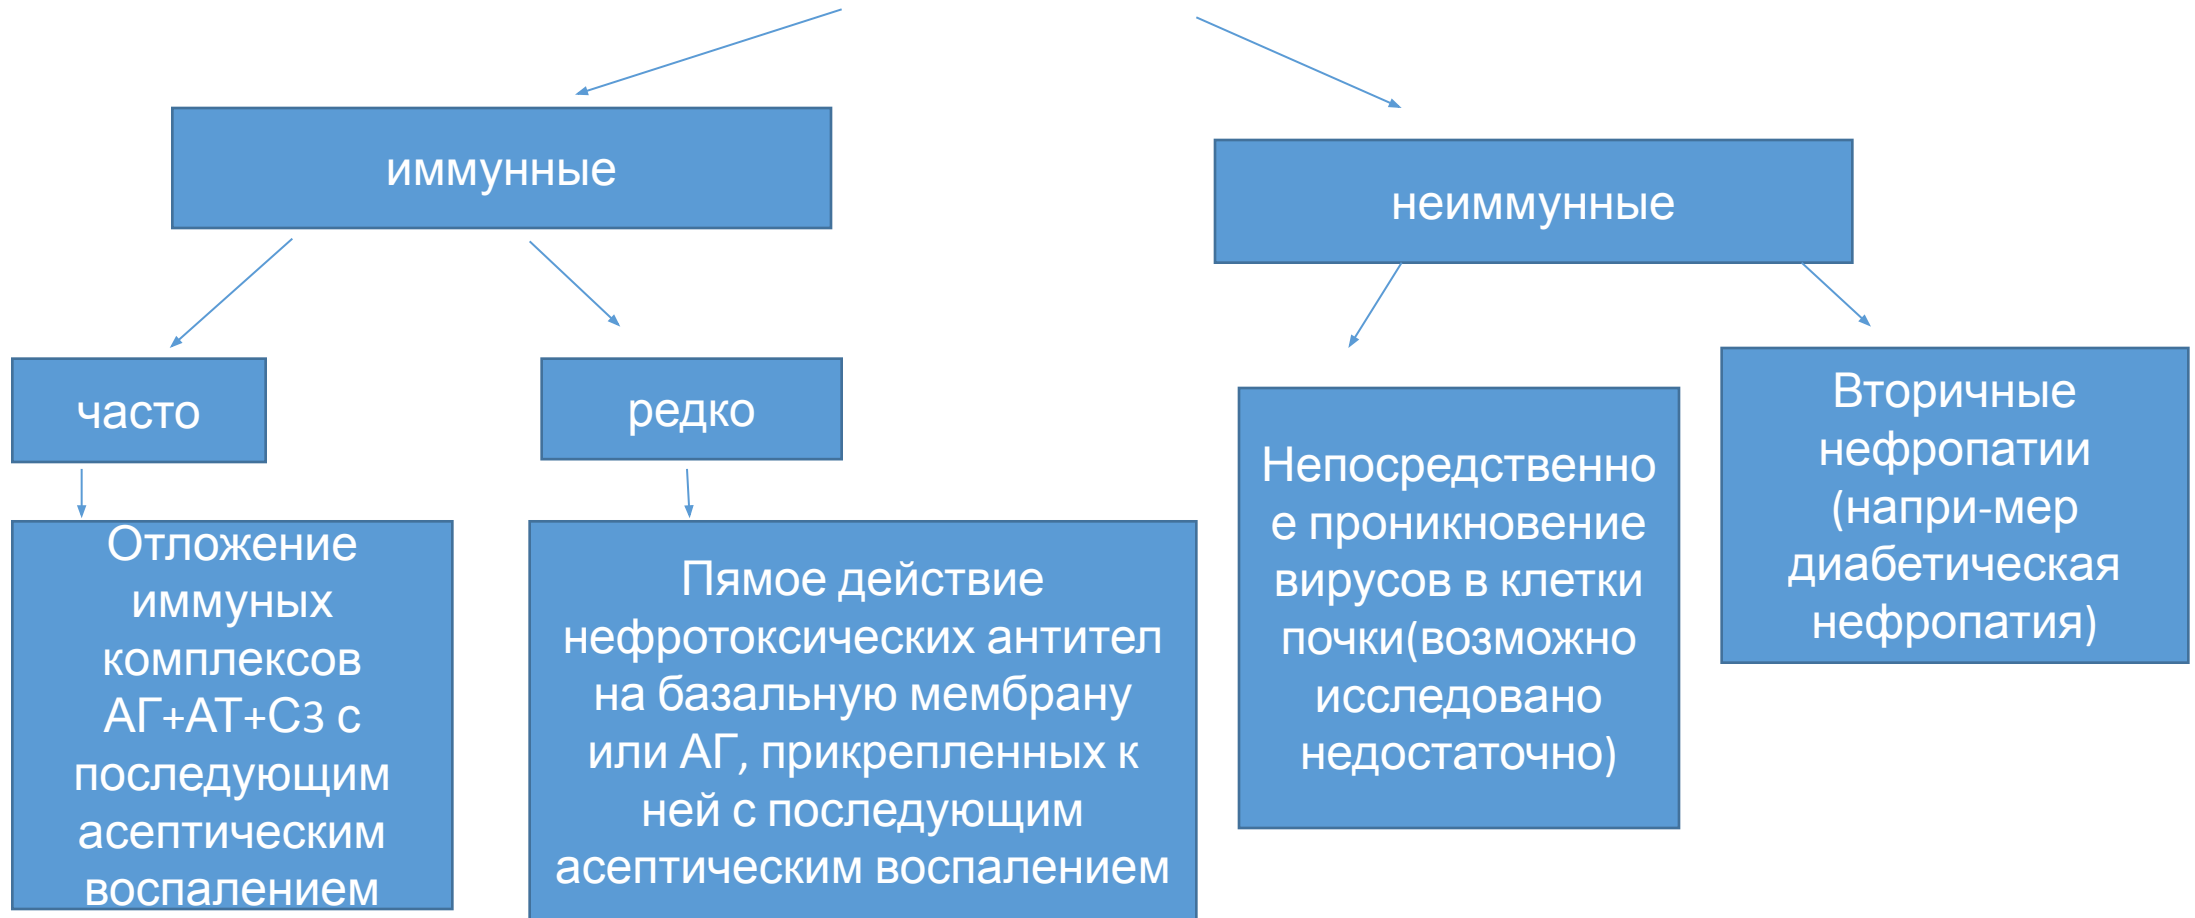 иммунные
неиммунные
часто
редко
Отложение
иммуных
комплексов
АГ+АТ+С3 с
последующим
асептическим
воспалением
Пямое действие
нефротоксических антител
на базальную мембрану
или АГ, прикрепленных к
ней с последующим
асептическим воспалением
Непосредственно
е проникновение
вирусов в клетки
почки(возможно
исследовано
недостаточно)
Вторичные
нефропатии
(напри-мер
диабетическая
нефропатия)